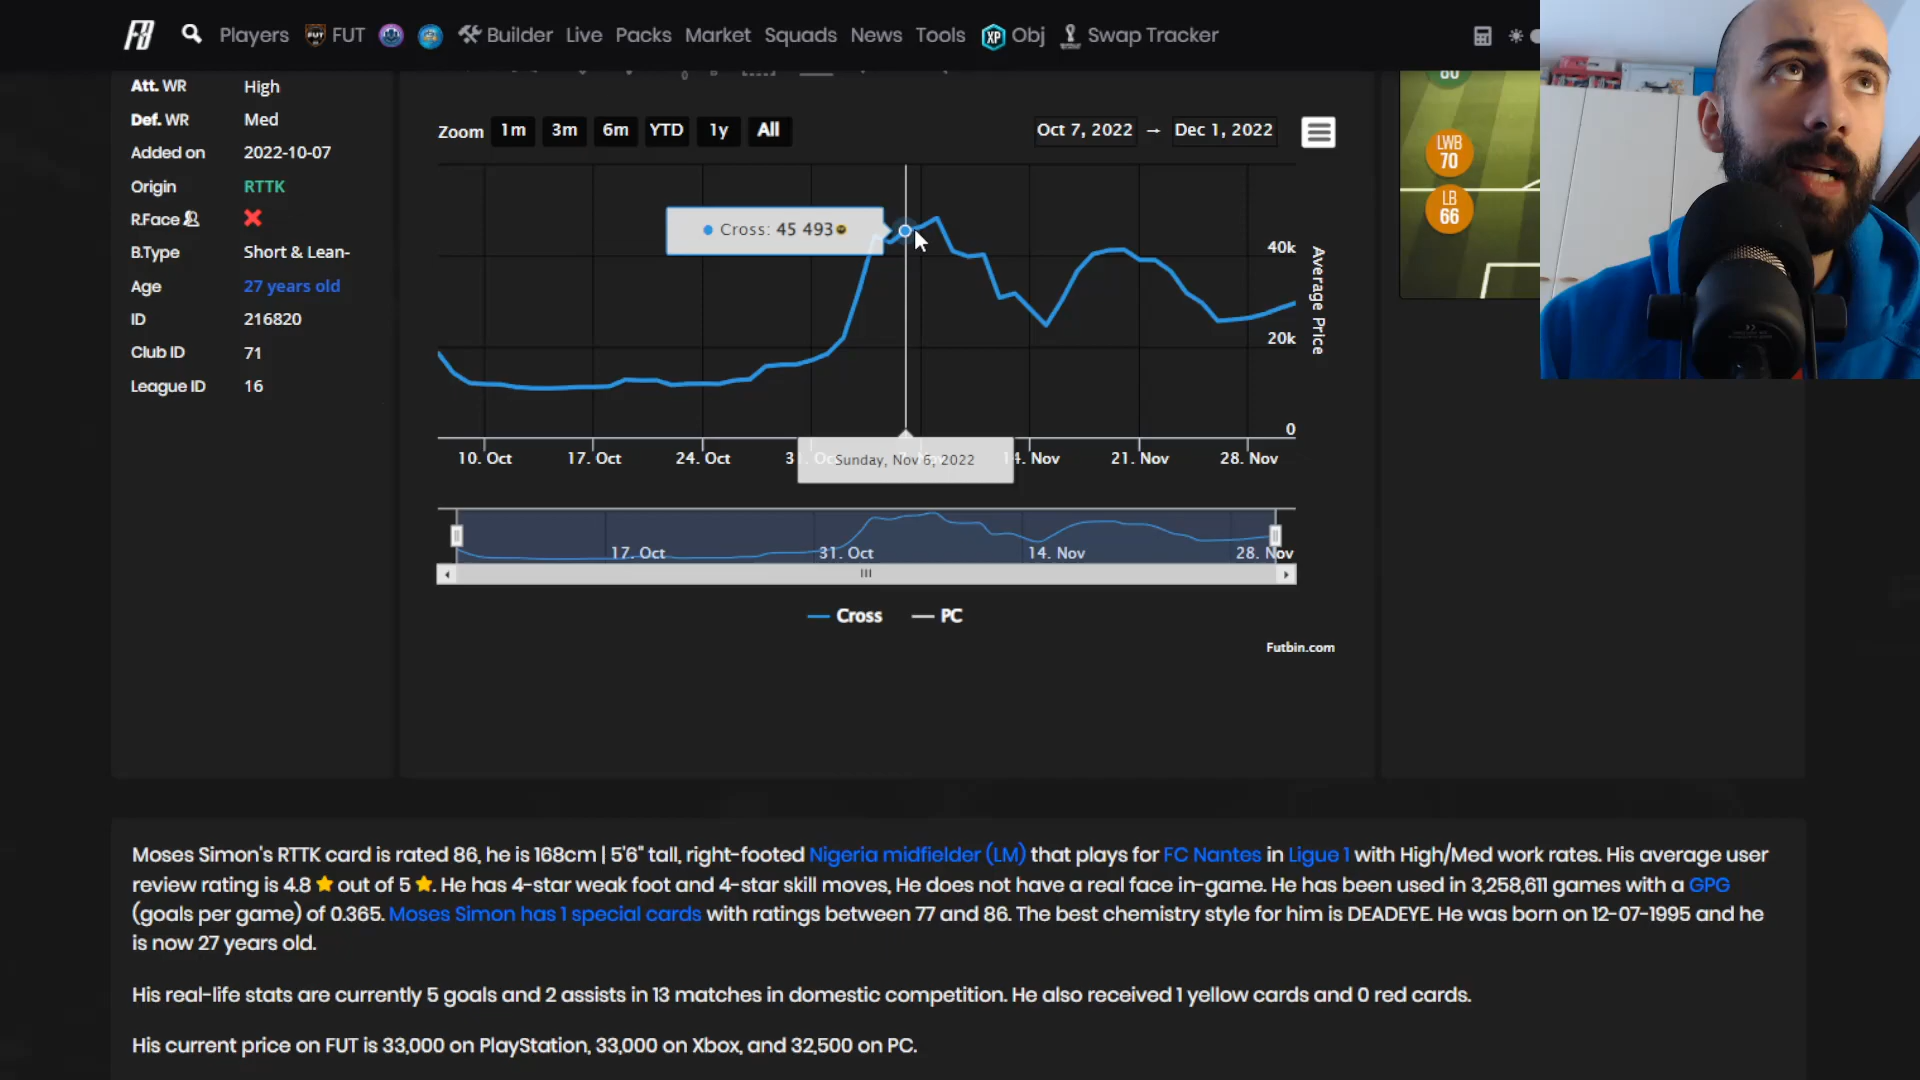 FB Players FUT Builder Live Packs Market Squads News Tools XP Obj Swap Tracker
Att. WR High
Def. WR Med
Added on 2022-10-07
Origin RTTK
R.Face
B.Type Short & Lean-
Age 27 years old
ID 216820
Club ID 71
League ID 16
Zoom 1m 3m 6m YTD 1y All Oct 7, 2022 → Dec 1, 2022
Cross: 45 493
40k
20k
0
Average Price
10. Oct 17. Oct 24. Oct Sunday, Nov 6, 2022 14. Nov 21. Nov 28. Nov
17. Oct 31. Oct 14. Nov 28. Nov
Cross PC
Futbin.com
LWB
70
LB
66
Moses Simon's RTTK card is rated 86, he is 168cm | 5'6" tall, right-footed Nigeria midfielder (LM) that plays for FC Nantes in Ligue 1 with High/Med work rates. His average user
review rating is 4.8 ⭐ out of 5 ⭐. He has 4-star weak foot and 4-star skill moves, He does not have a real face in-game. He has been used in 3,258,611 games with a GPG
(goals per game) of 0.365. Moses Simon has 1 special cards with ratings between 77 and 86. The best chemistry style for him is DEADEYE. He was born on 12-07-1995 and he
is now 27 years old.
His real-life stats are currently 5 goals and 2 assists in 13 matches in domestic competition. He also received 1 yellow cards and 0 red cards.
His current price on FUT is 33,000 on PlayStation, 33,000 on Xbox, and 32,500 on PC.